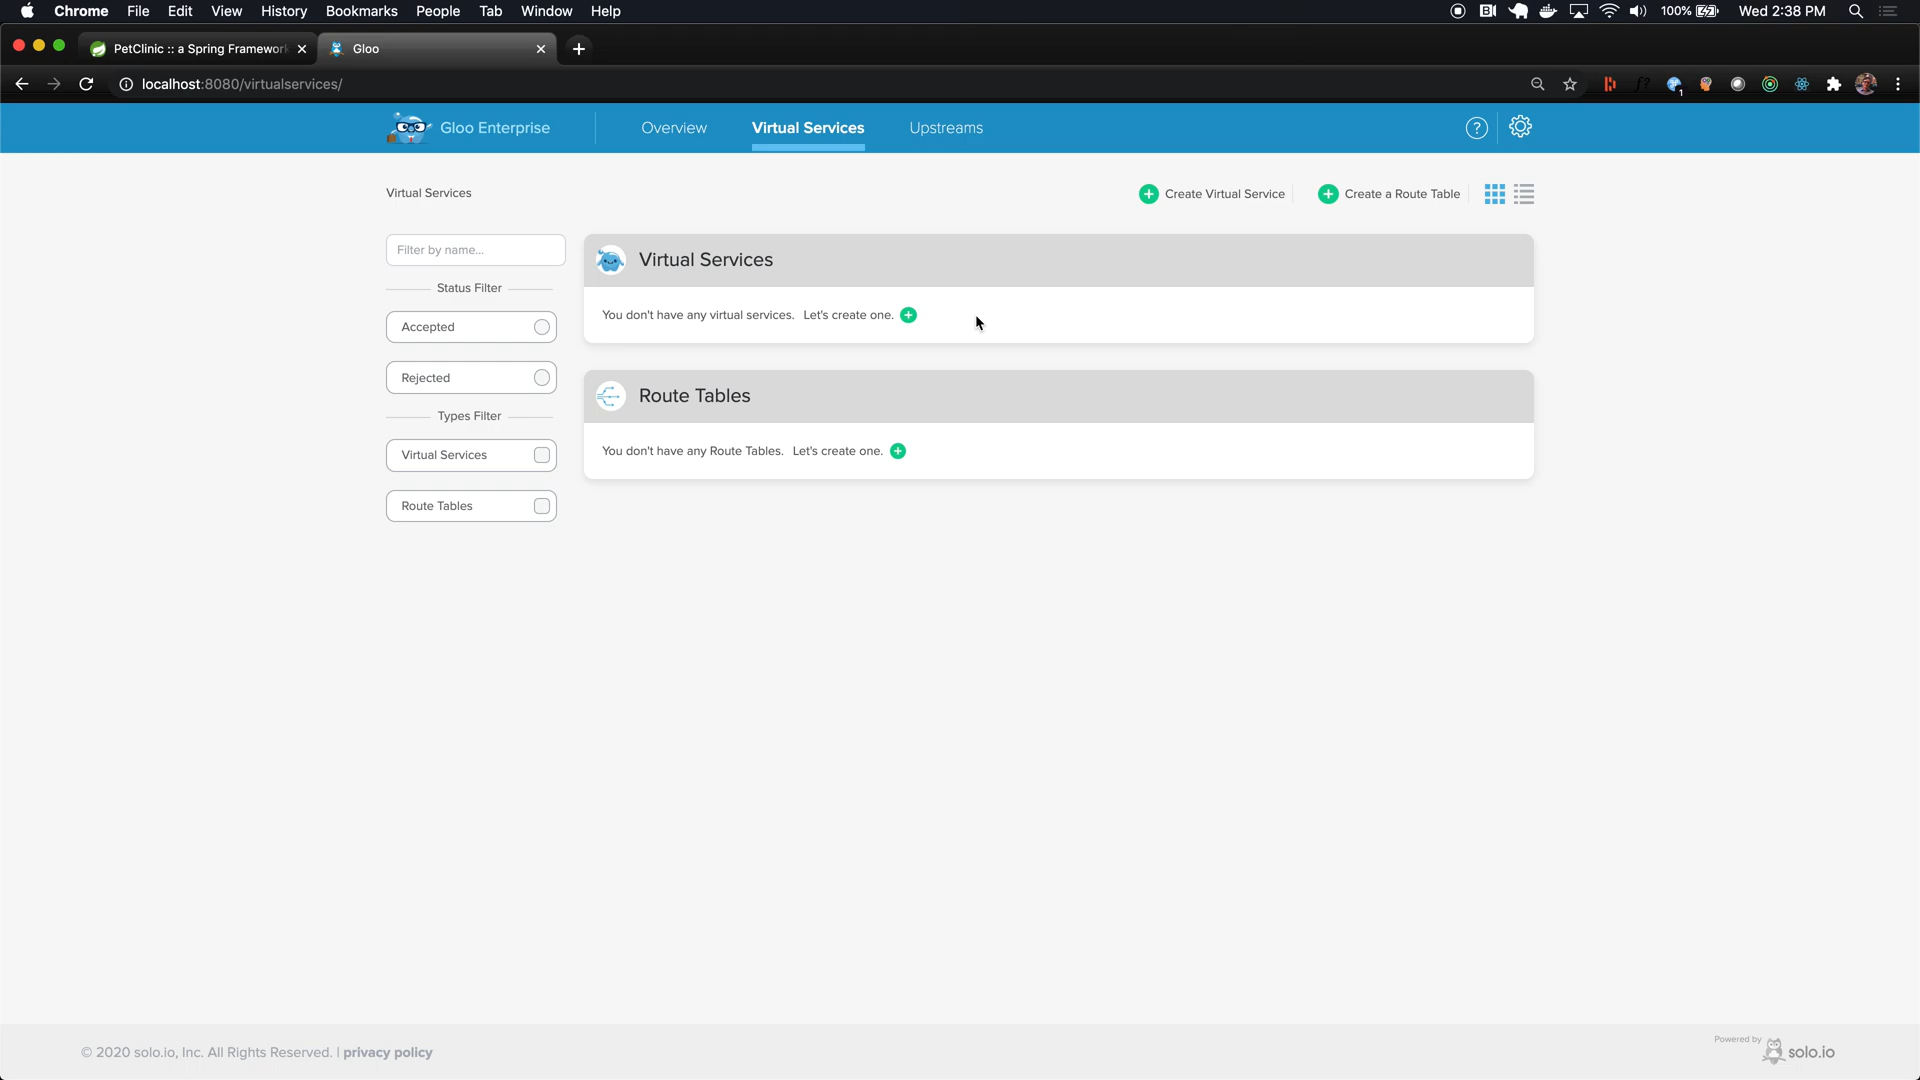 Chrome File Edit View History Bookmarks People Tab Window Help
100% Wed 2:38 PM
PetClinic :: a Spring Framework
Gloo
localhost:8080/virtualservices/
f?
1
Gloo Enterprise
Overview
Virtual Services
Upstreams
?
Virtual Services
Create Virtual Service
Create a Route Table
Filter by name...
Status Filter
Accepted
Rejected
Types Filter
Virtual Services
Route Tables
Virtual Services
You don't have any virtual services. Let's create one.
Route Tables
You don't have any Route Tables. Let's create one.
© 2020 solo.io, Inc. All Rights Reserved. | privacy policy
Powered by
solo.io